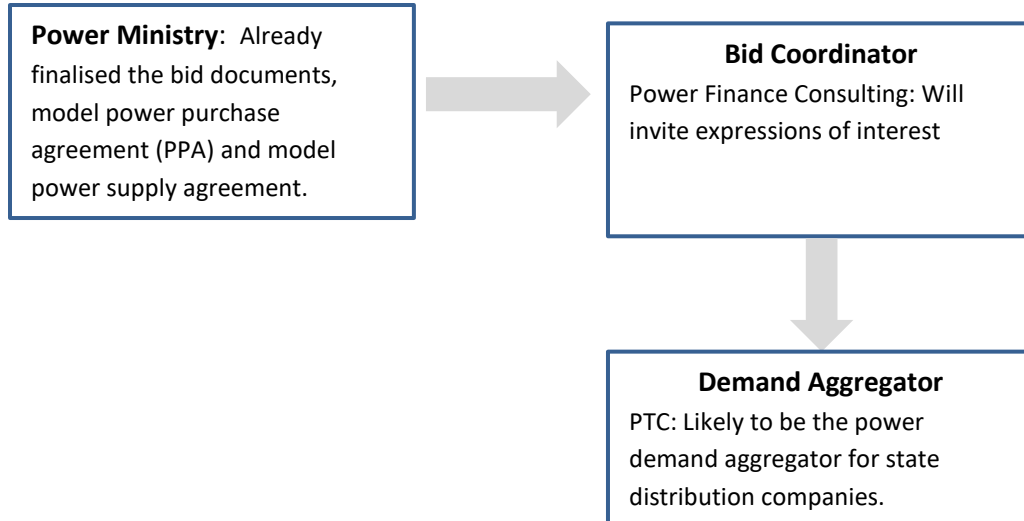 Power Ministry: Already
finalised the bid documents,
model power purchase
agreement (PPA) and model
power supply agreement.
Bid Coordinator
Power Finance Consulting: Will
invite expressions of interest
Demand Aggregator
PTC: Likely to be the power
demand aggregator for state
distribution companies.